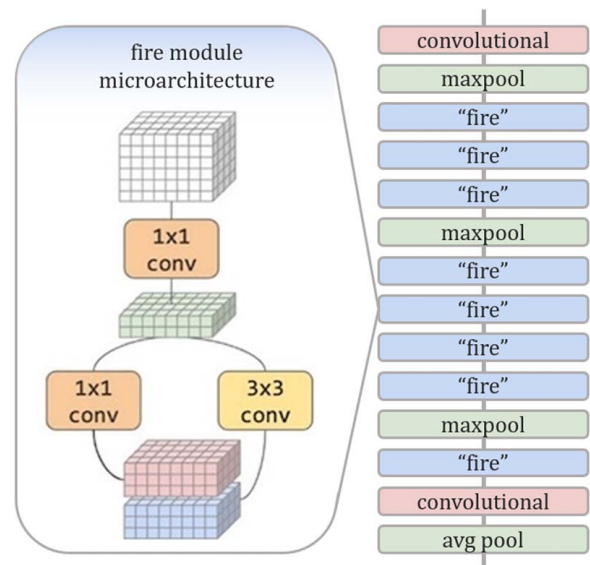 fire module
microarchitecture
1x1
conv
1x1
conv
3x3
conv
convolutional
maxpool
“fire”
“fire”
“fire”
maxpool
“fire”
“fire”
“fire”
“fire”
maxpool
“fire”
convolutional
avg pool